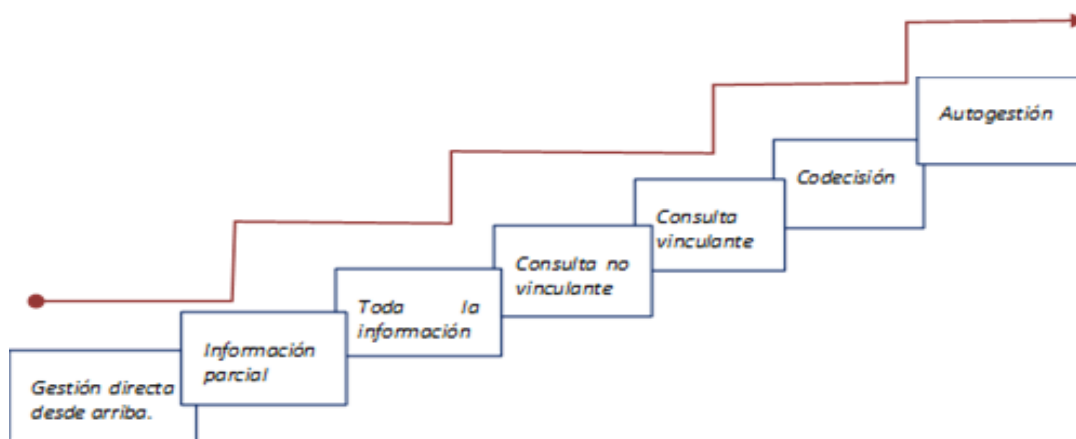 Autogestión
Codecisión
Consulta
vinculante
Consulta no
vinculante
Toda la
información
Información
parcial
Gestión directa
desde arriba.